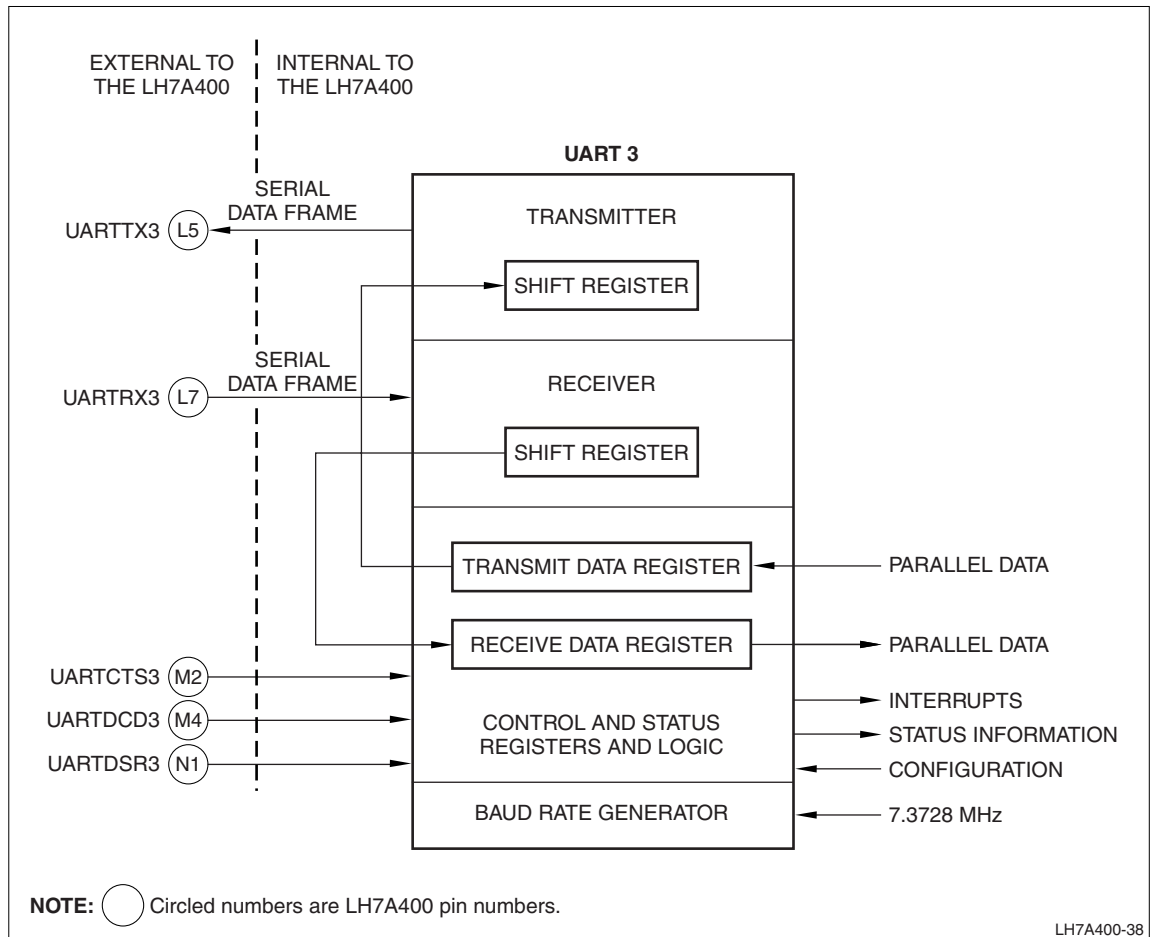 EXTERNAL TO
THE LH7A400
INTERNAL TO
THE LH7A400
UART 3
SERIAL
DATA FRAME
TRANSMITTER
UARTTX3
L5
SHIFT REGISTER
SERIAL
DATA FRAME
RECEIVER
UARTRX3
L7
SHIFT REGISTER
TRANSMIT DATA REGISTER
PARALLEL DATA
RECEIVE DATA REGISTER
PARALLEL DATA
UARTCTS3
M2
INTERRUPTS
UARTDCD3
M4
CONTROL AND STATUS
REGISTERS AND LOGIC
STATUS INFORMATION
UARTDSR3
N1
CONFIGURATION
BAUD RATE GENERATOR
7.3728 MHz
NOTE: Circled numbers are LH7A400 pin numbers.
LH7A400-38